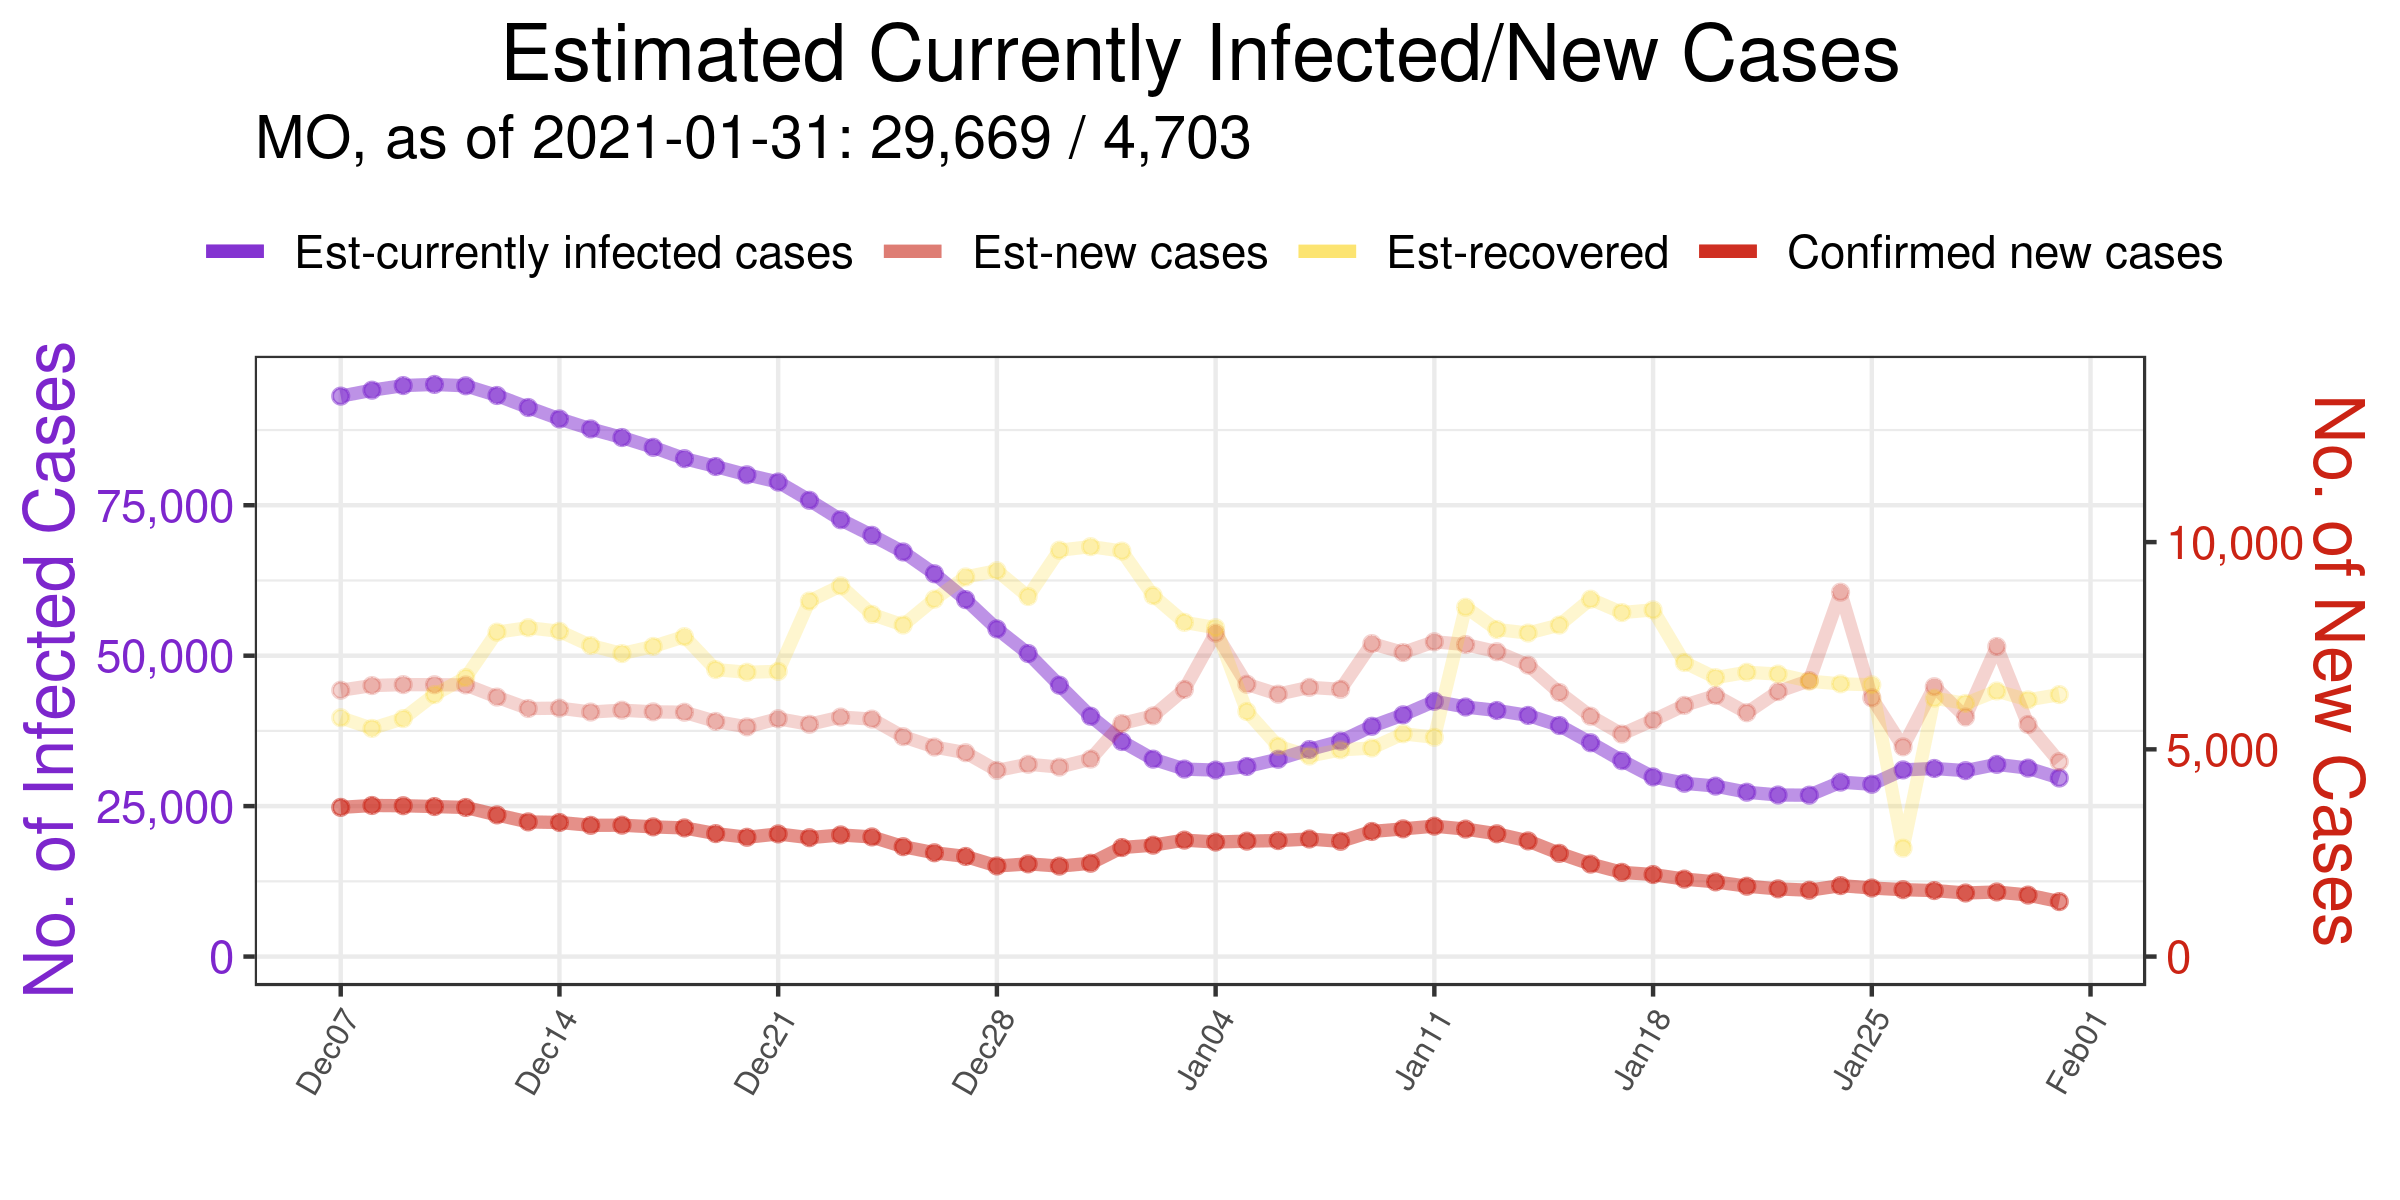 Estimated Currently Infected/New Cases
MO, as of 2021-01-31: 29,669 / 4,703
Est-currently infected cases Est-new cases Est-recovered Confirmed new cases
No. of Infected Cases
75,000
50,000
25,000
0
10,000
5,000
0
No. of New Cases
Dec07 Dec14 Dec21 Dec28 Jan04 Jan11 Jan18 Jan25 Feb01